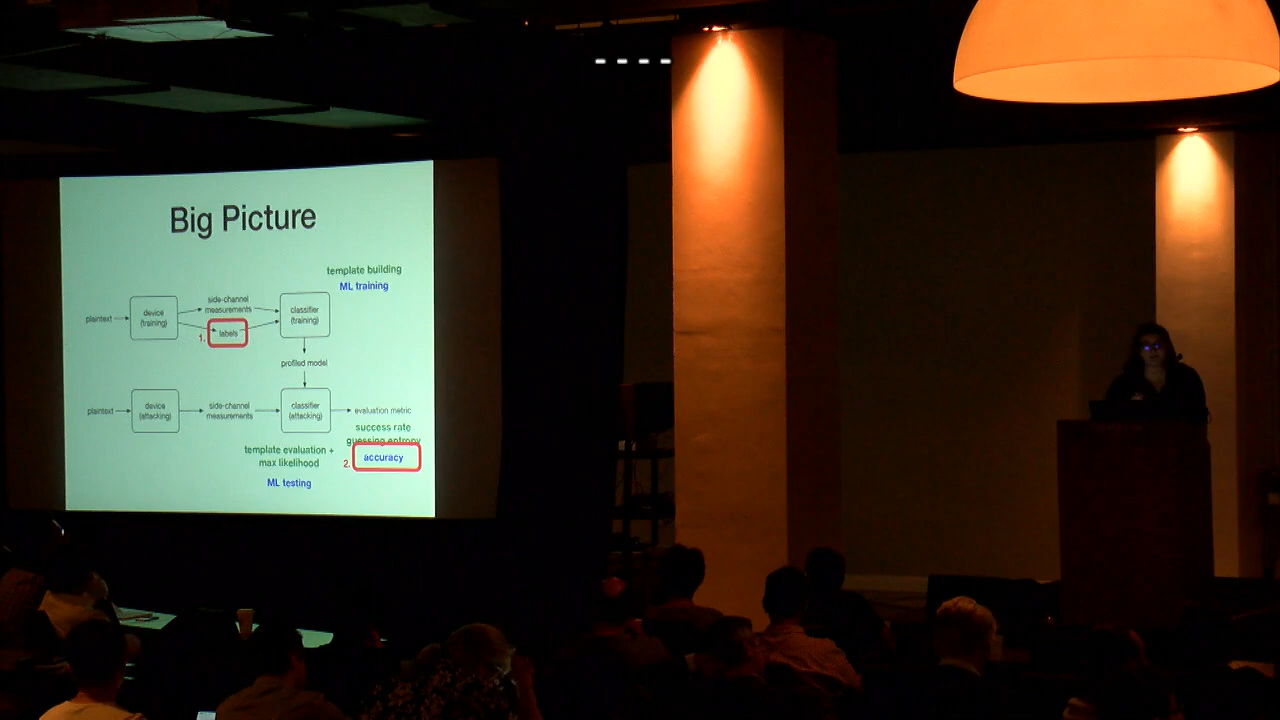 Big Picture
template building
ML training
side-channel
measurements
device
(training)
classifier
(training)
plaintext
labels
1.
profiled model
plaintext
device
(attacking)
side-channel
measurements
classifier
(attacking)
evaluation metric
success rate
guessing entropy
template evaluation +
max likelihood
2.
accuracy
ML testing